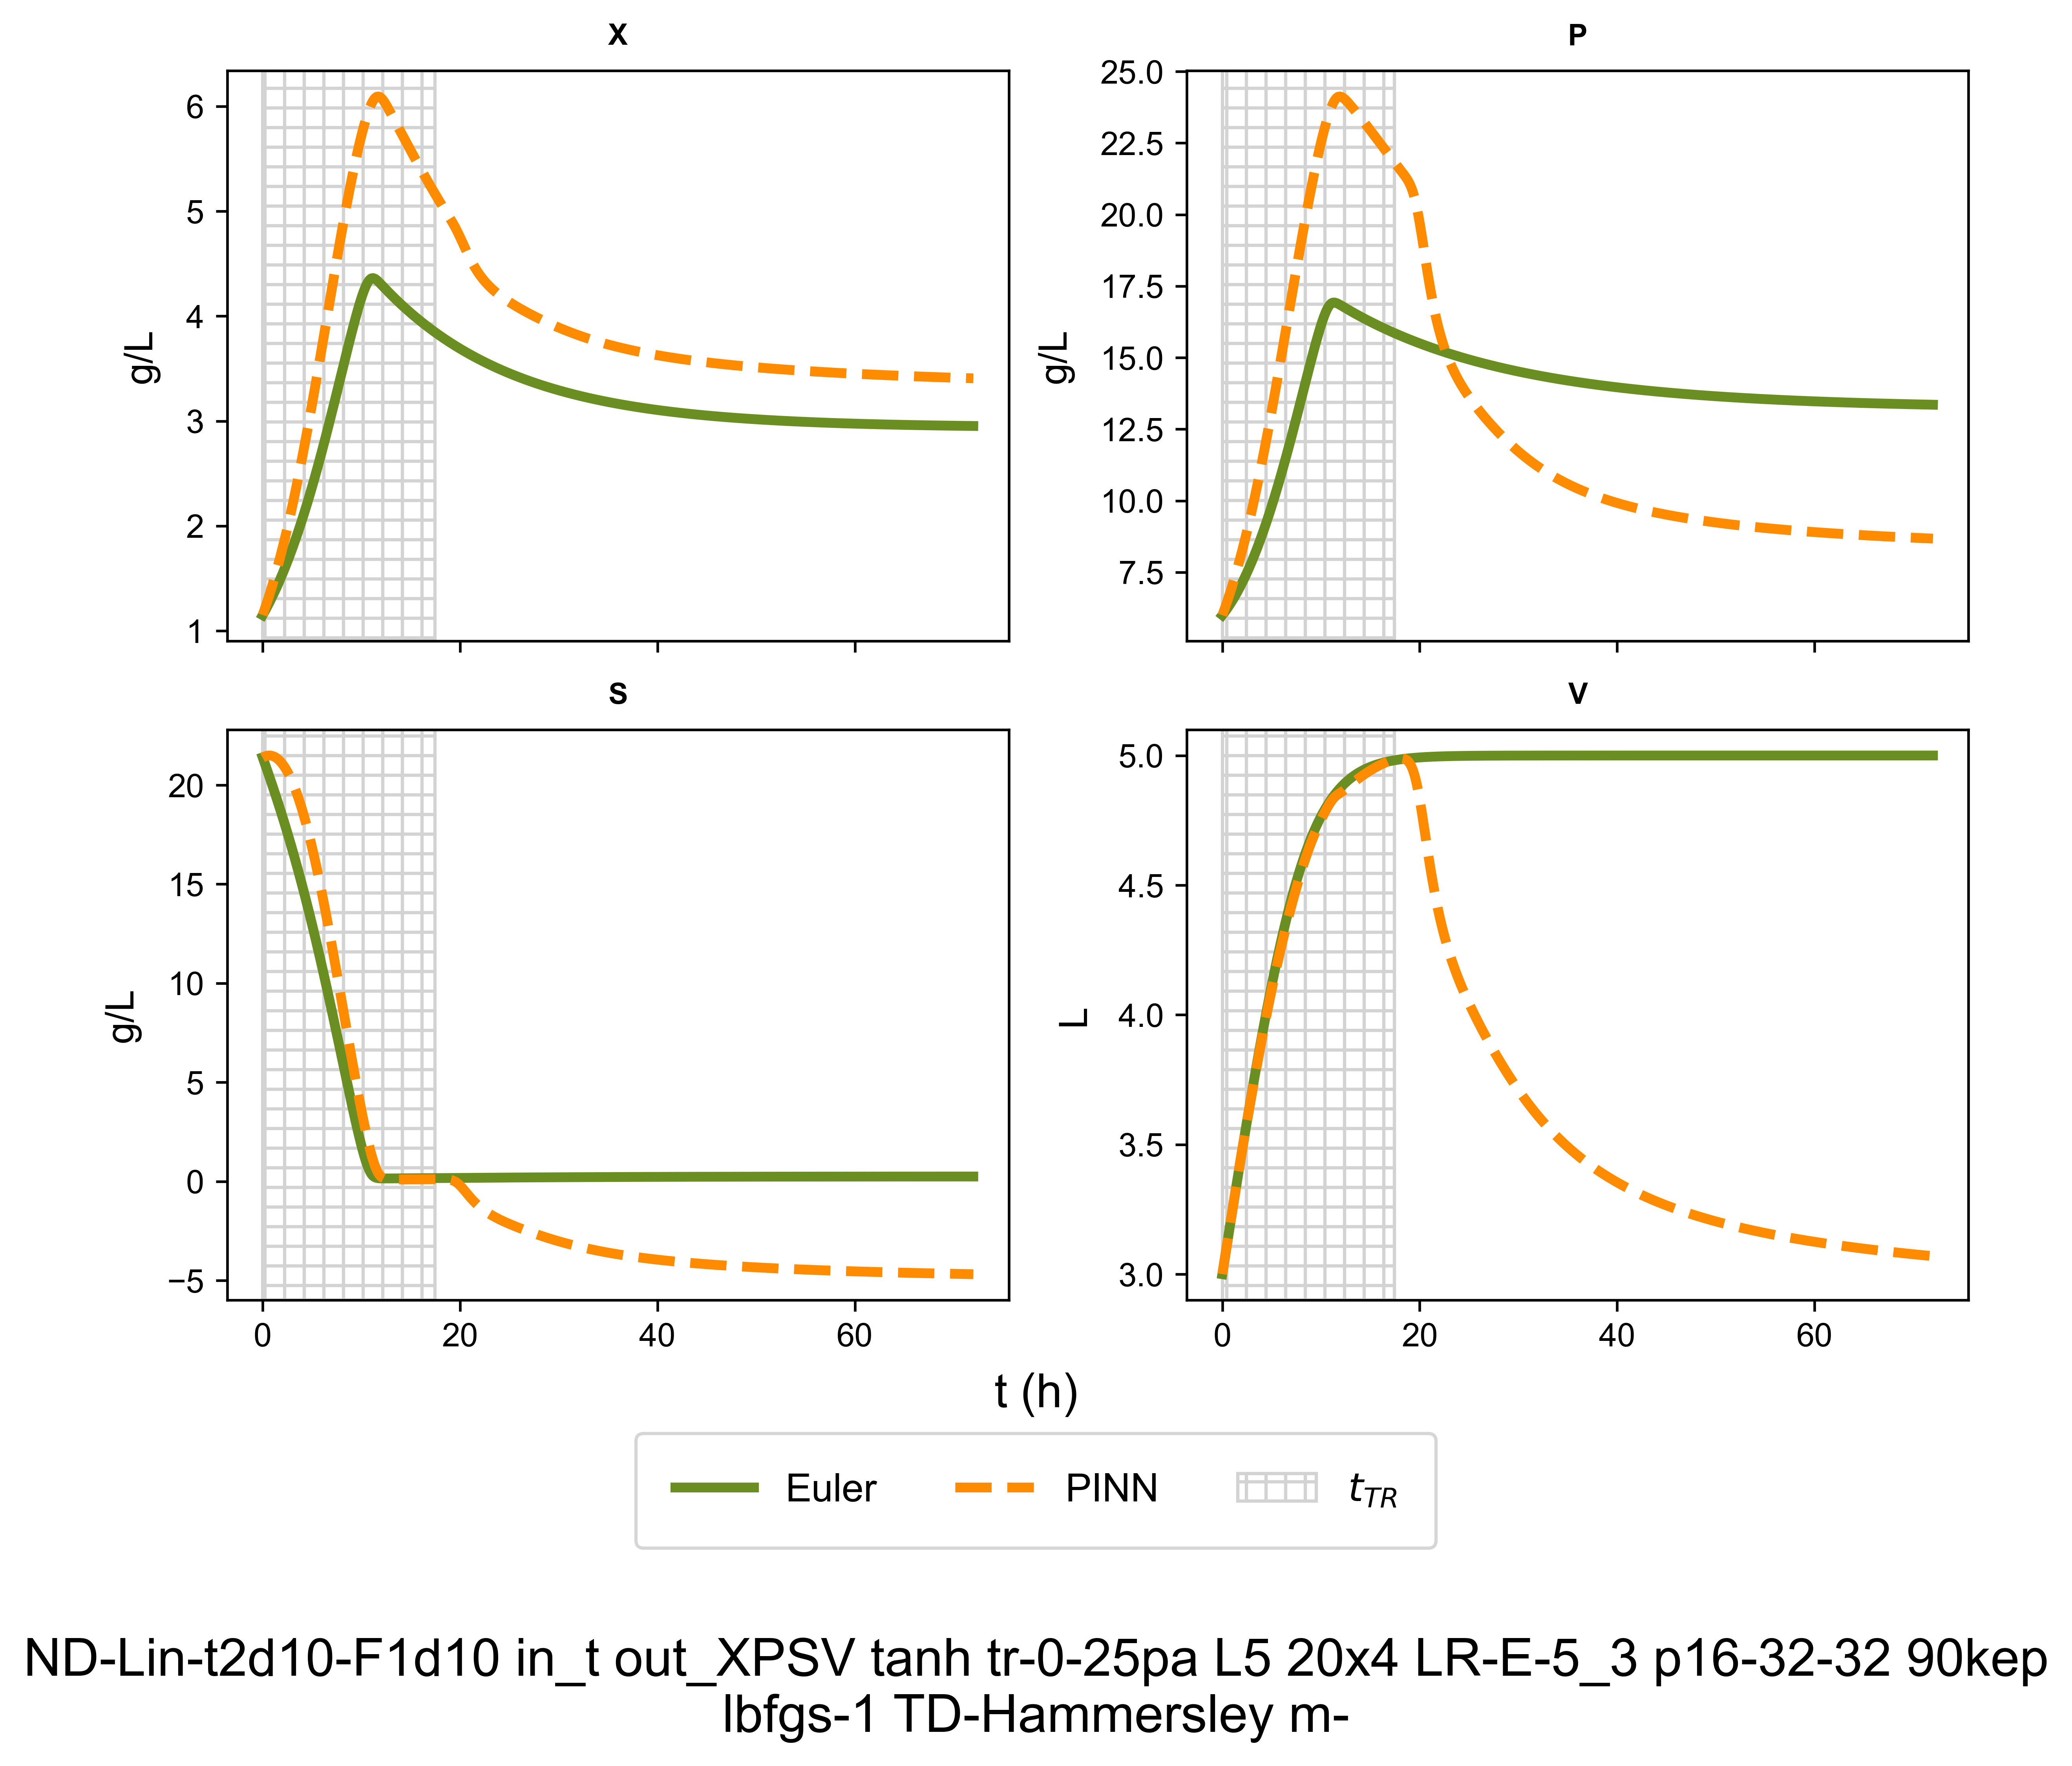 X
P
6
5
4
3
2
1
g/L
25.0
22.5
20.0
17.5
15.0
12.5
10.0
7.5
g/L
S
V
20
15
10
5
0
−5
g/L
0
20
40
60
5.0
4.5
4.0
3.5
3.0
L
0
20
40
60
t (h)
Euler
PINN
t_{TR}
ND-Lin-t2d10-F1d10 in_t out_XPSV tanh tr-0-25pa L5 20x4 LR-E-5_3 p16-32-32 90kep
lbfgs-1 TD-Hammersley m-